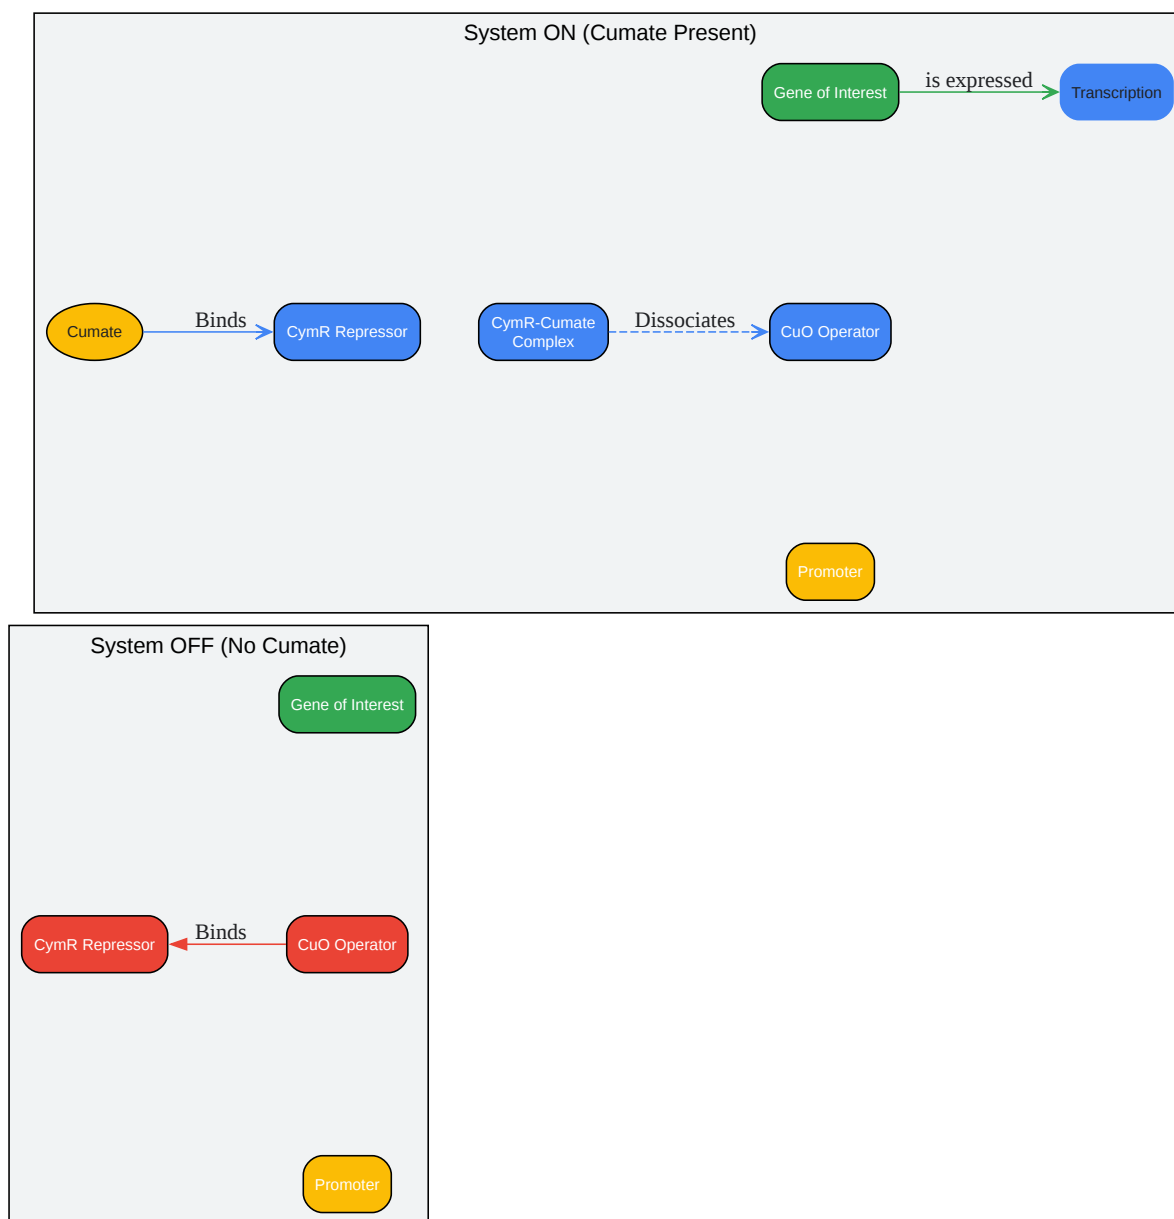 System ON (Cumate Present)
Gene of Interest
is expressed
Transcription
Cumate
Binds
CymR Repressor
CymR-Cumate
Complex
Dissociates
CuO Operator
Promoter
System OFF (No Cumate)
Gene of Interest
CymR Repressor
Binds
CuO Operator
Promoter